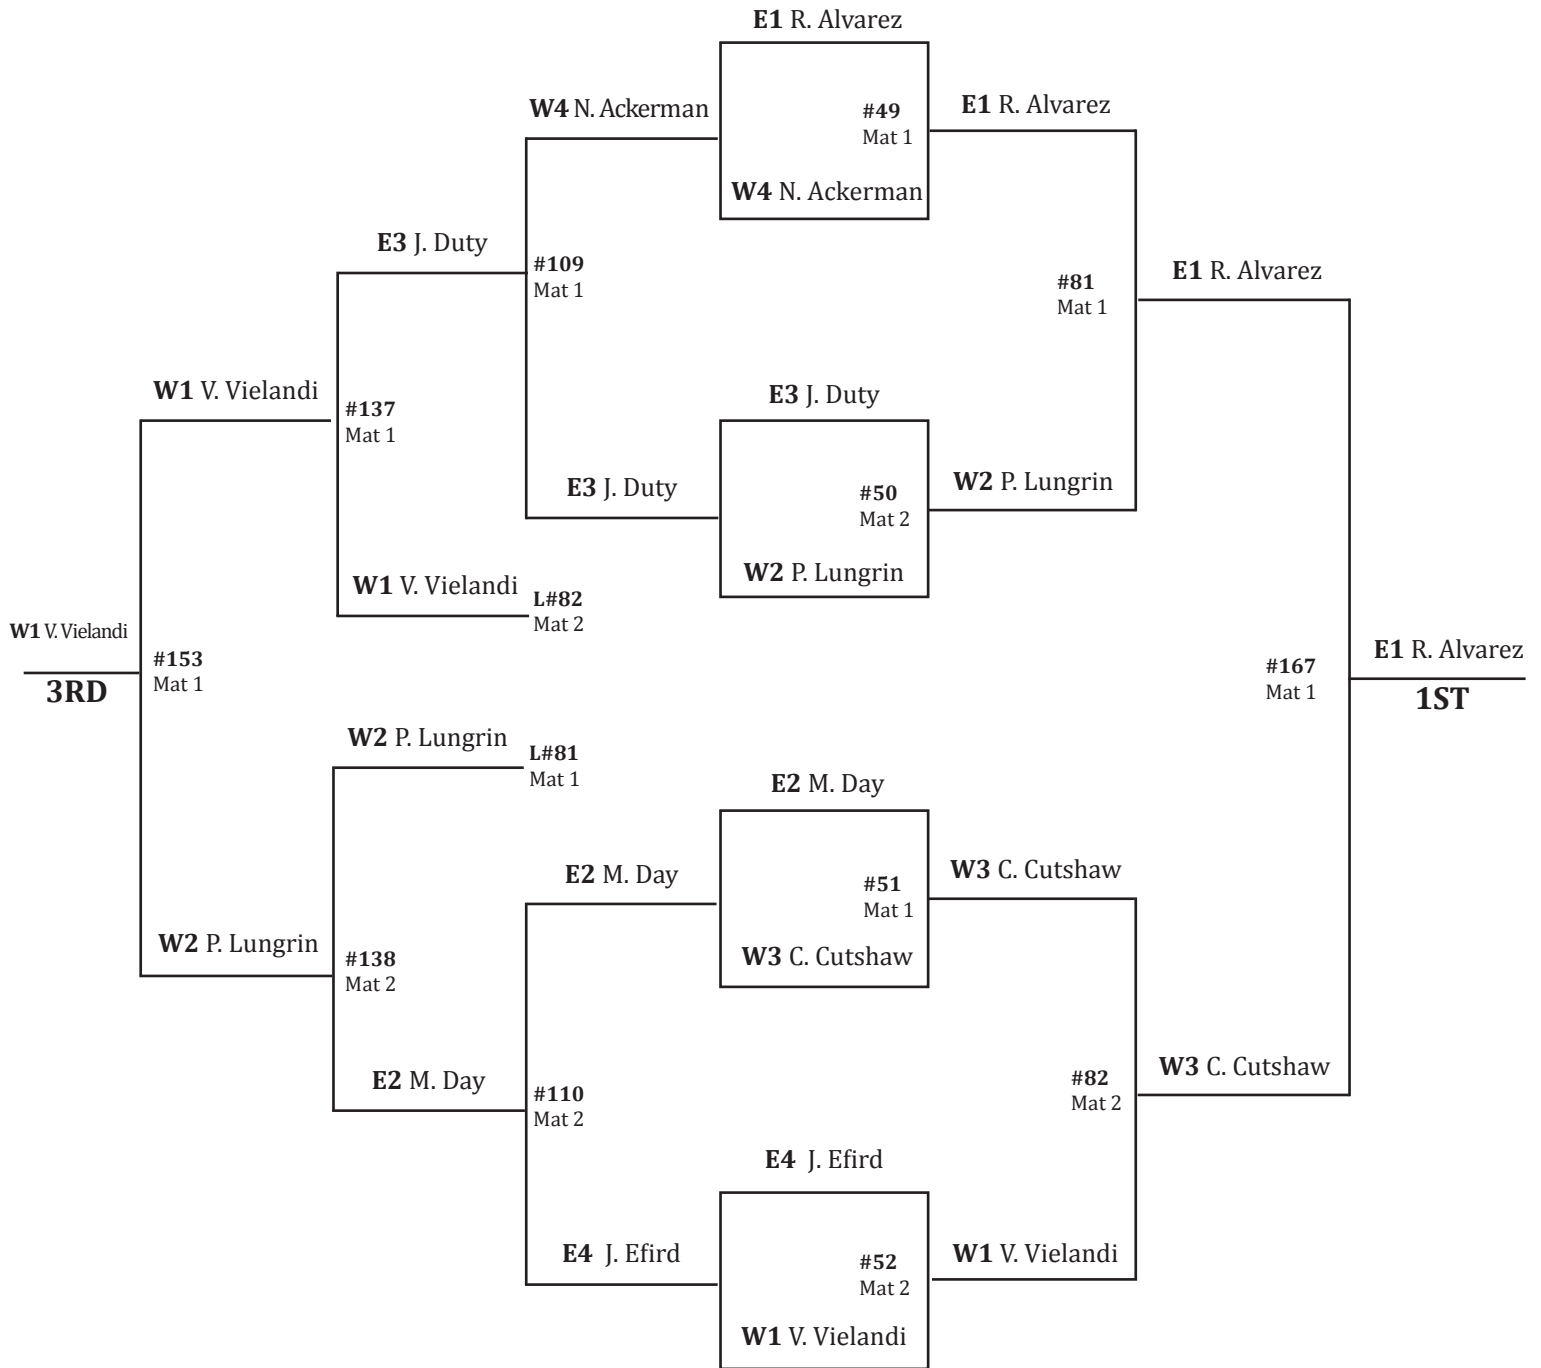 E1 R. Alvarez
W4 N. Ackerman
#49
Mat 1
E1 R. Alvarez
W4 N. Ackerman
E3 J. Duty
#109
Mat 1
#81
Mat 1
E1 R. Alvarez
W1 V. Vielandi
#137
Mat 1
E3 J. Duty
E3 J. Duty
#50
Mat 2
W2 P. Lungrin
W2 P. Lungrin
W1 V. Vielandi
L#82
Mat 2
W1 V. Vielandi
3RD
#153
Mat 1
#167
Mat 1
E1 R. Alvarez
1ST
W2 P. Lungrin
L#81
Mat 1
E2 M. Day
E2 M. Day
#51
Mat 1
W3 C. Cutshaw
W3 C. Cutshaw
W2 P. Lungrin
#138
Mat 2
E2 M. Day
#110
Mat 2
#82
Mat 2
W3 C. Cutshaw
E4 J. Efird
E4 J. Efird
#52
Mat 2
W1 V. Vielandi
W1 V. Vielandi